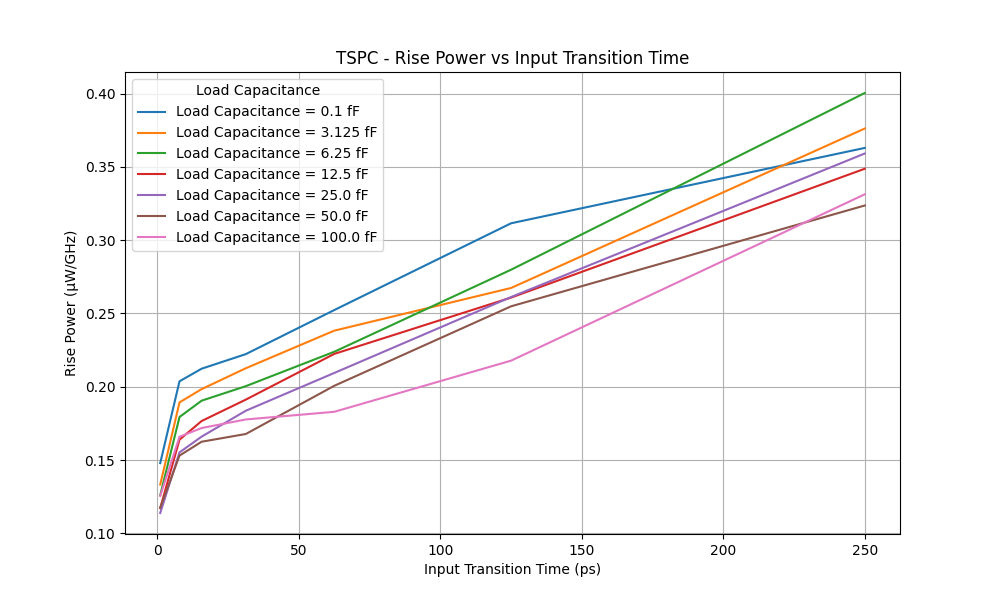 TSPC - Rise Power vs Input Transition Time
Load Capacitance
Load Capacitance = 0.1 fF
Load Capacitance = 3.125 fF
Load Capacitance = 6.25 fF
Load Capacitance = 12.5 fF
Load Capacitance = 25.0 fF
Load Capacitance = 50.0 fF
Load Capacitance = 100.0 fF
Rise Power (µW/GHz)
0.40
0.35
0.30
0.25
0.20
0.15
0.10
0 50 100 150 200 250
Input Transition Time (ps)